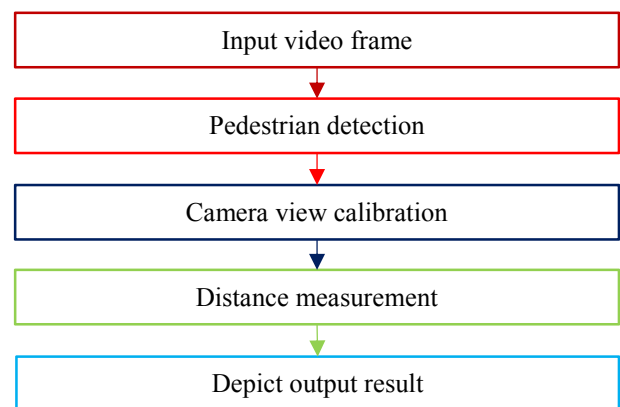 Input video frame
Pedestrian detection
Camera view calibration
Distance measurement
Depict output result